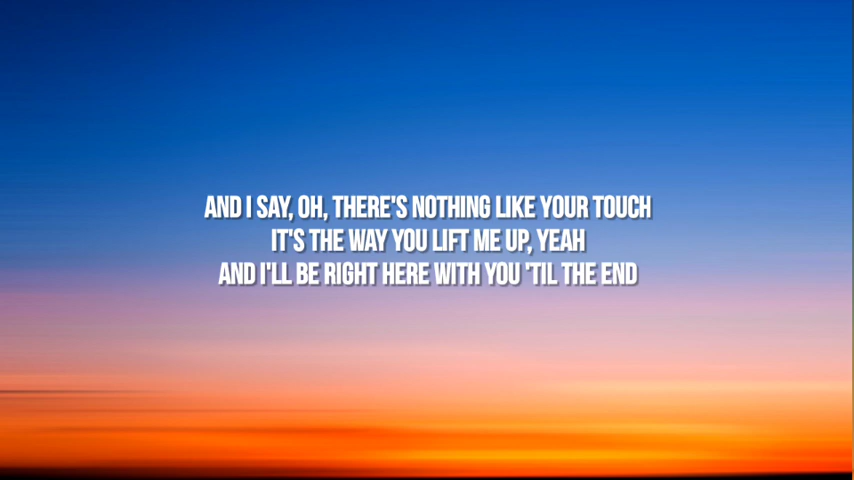 AND I SAY, OH, THERE'S NOTHING LIKE YOUR TOUCH
IT'S THE WAY YOU LIFT ME UP, YEAH
AND I'LL BE RIGHT HERE WITH YOU 'TIL THE END